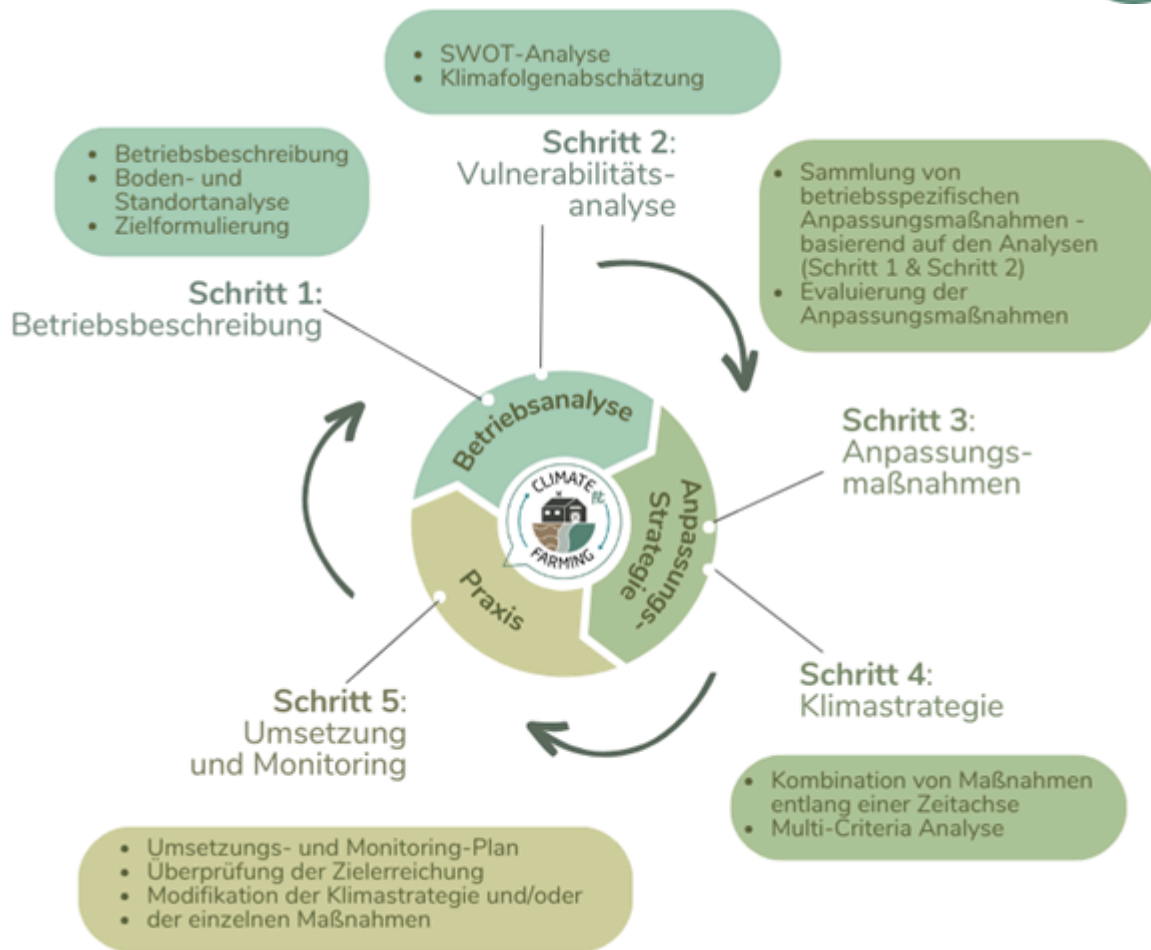 • SWOT-Analyse
• Klimafolgenabschätzung
Schritt 2:
Vulnerabilitäts-
analyse
• Betriebsbeschreibung
• Boden- und
Standortanalyse
• Zielformulierung
Schritt 1:
Betriebsbeschreibung
• Sammlung von
betriebsspezifischen
Anpassungsmaßnahmen -
basierend auf den Analysen
(Schritt 1 & Schritt 2)
• Evaluierung der
Anpassungsmaßnahmen
Schritt 3:
Anpassungs-
maßnahmen
Betriebsanalyse
Anpassungs-
Strategie
Praxis
CLIMATE
FARMING
Schritt 4:
Klimastrategie
• Kombination von Maßnahmen
entlang einer Zeitachse
• Multi-Criteria Analyse
Schritt 5:
Umsetzung
und Monitoring
• Umsetzungs- und Monitoring-Plan
• Überprüfung der Zielerreichung
• Modifikation der Klimastrategie und/oder
• der einzelnen Maßnahmen